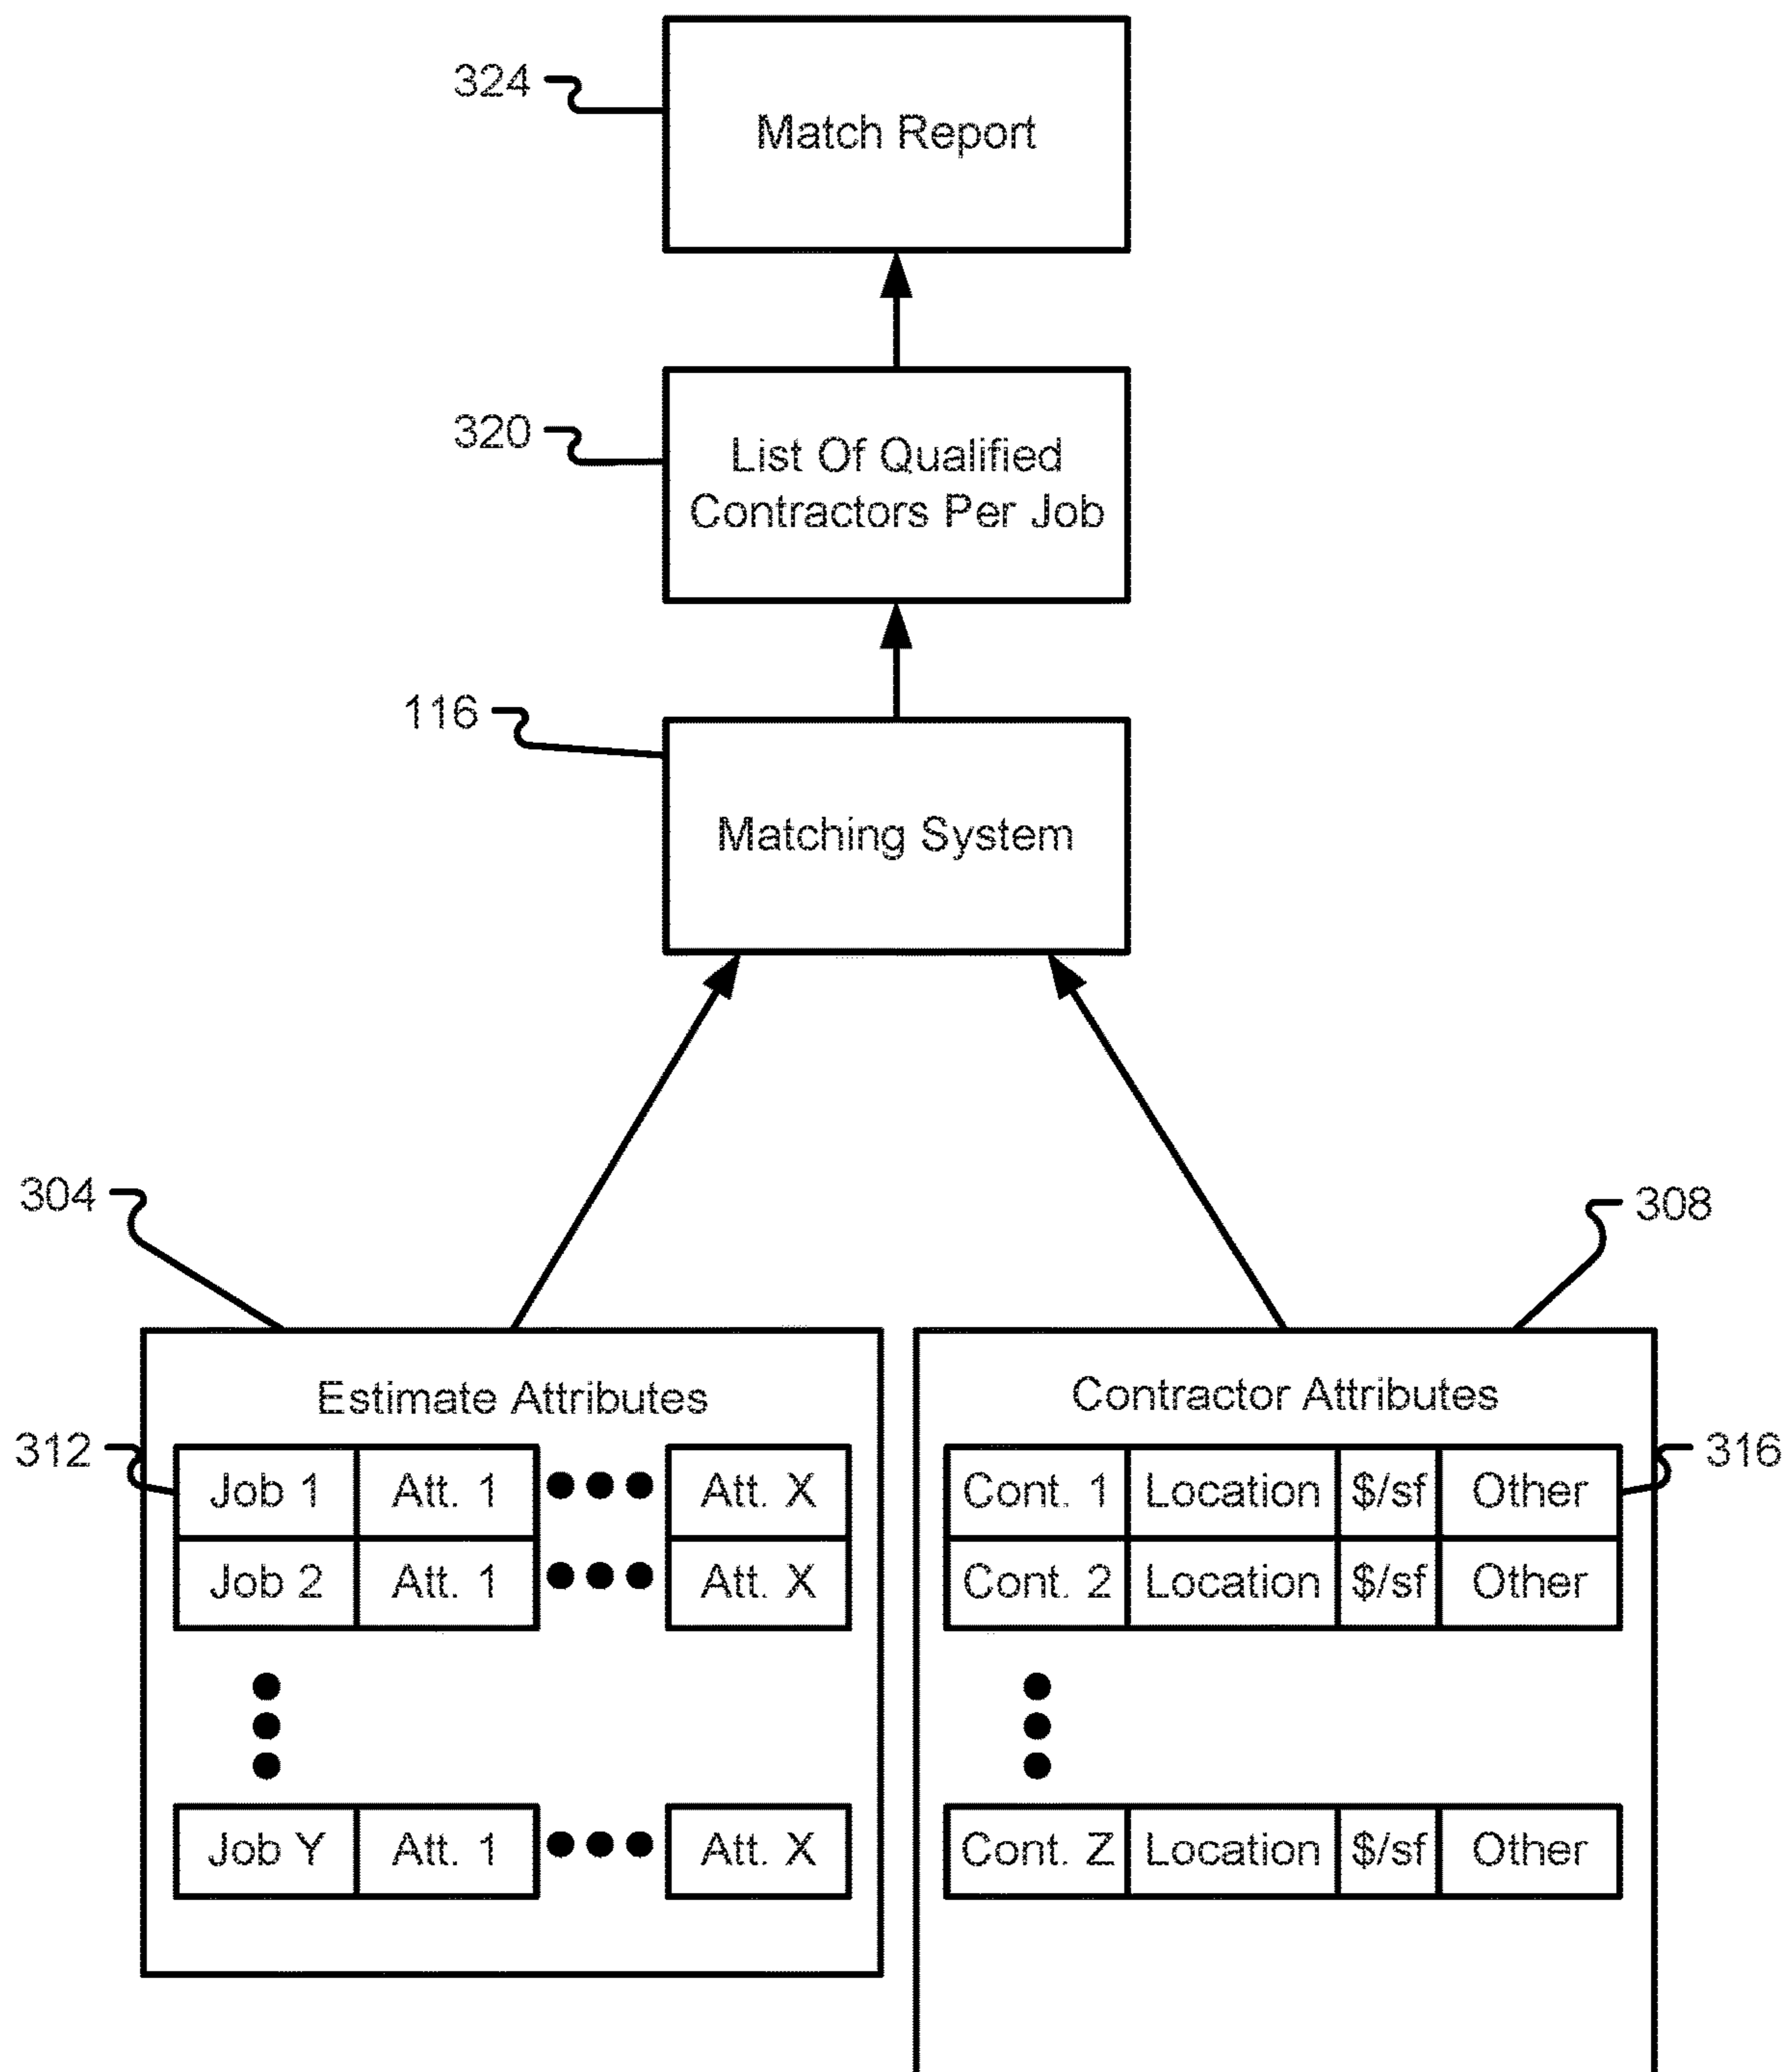 324
Match Report
320
List Of Qualified
Contractors Per Job
116
Matching System
304
308
Estimate Attributes
312
Job 1 Att. 1 Att. X
Job 2 Att. 1 Att. X
Job Y Att. 1 Att. X
Contractor Attributes
316
Cont. 1 Location $/sf Other
Cont. 2 Location $/sf Other
Cont. Z Location $/sf Other